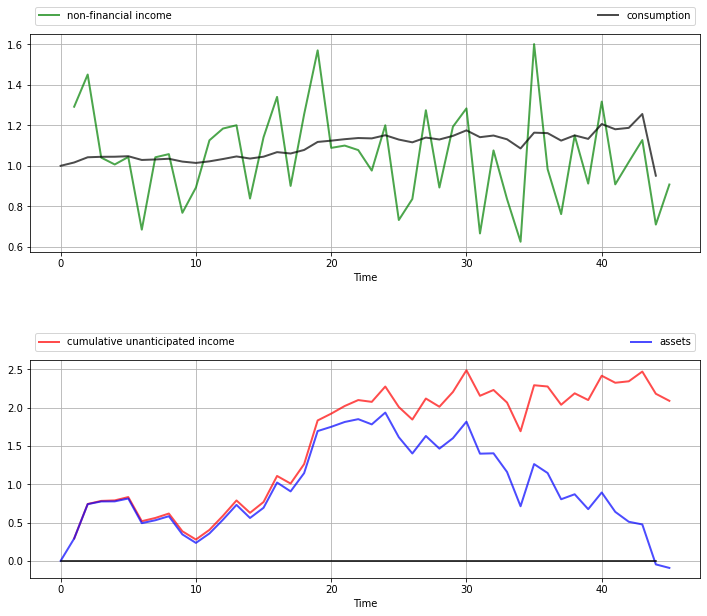 non-financial income consumption
1.6
1.4
1.2
1.0
0.8
0.6
0 10 20 30 40
Time
cumulative unanticipated income assets
2.5
2.0
1.5
1.0
0.5
0.0
0 10 20 30 40
Time